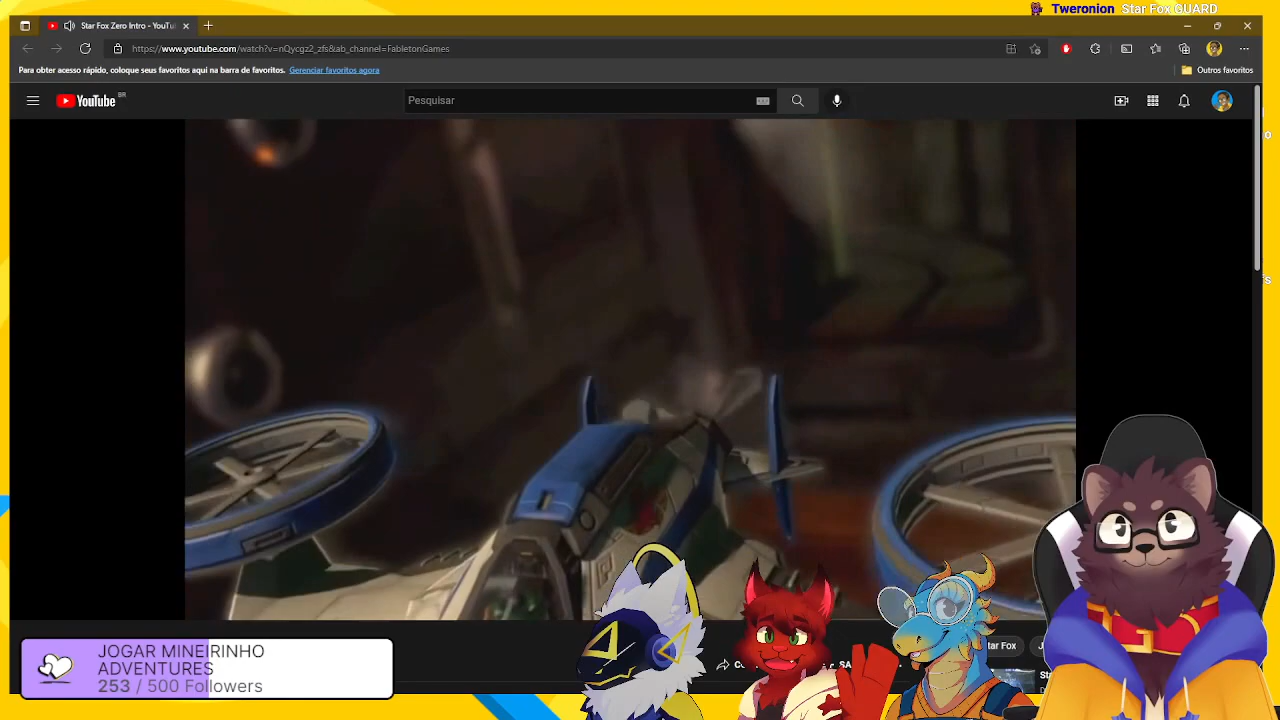 Tweronion Star Fox GUARD
Star Fox Zero Intro - YouTu
https://www.youtube.com/watch?v=nQycgz2_zfs&ab_channel=FabletonGames
Para obter acesso rápido, coloque seus favoritos aqui na barra de favoritos. Gerenciar favoritos agora
Outros favoritos
YouTube BR
Pesquisar
tar Fox
JOGAR MINEIRINHO
ADVENTURES
253 / 500 Followers